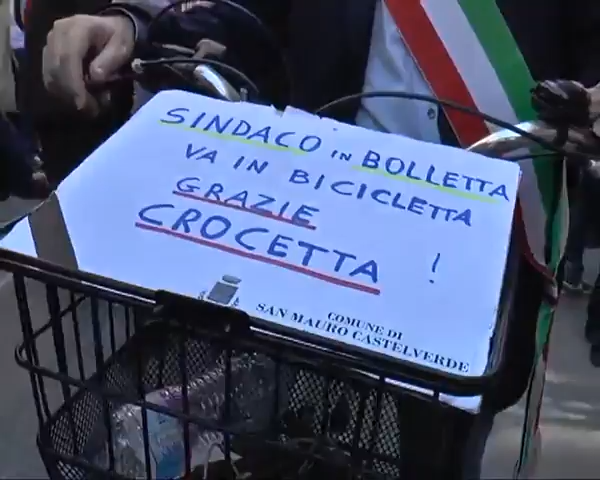 SINDACO IN BOLLETTA
VA IN BICICLETTA
GRAZIE
CROCETTA !
COMUNE DI
SAN MAURO CASTELVERDE